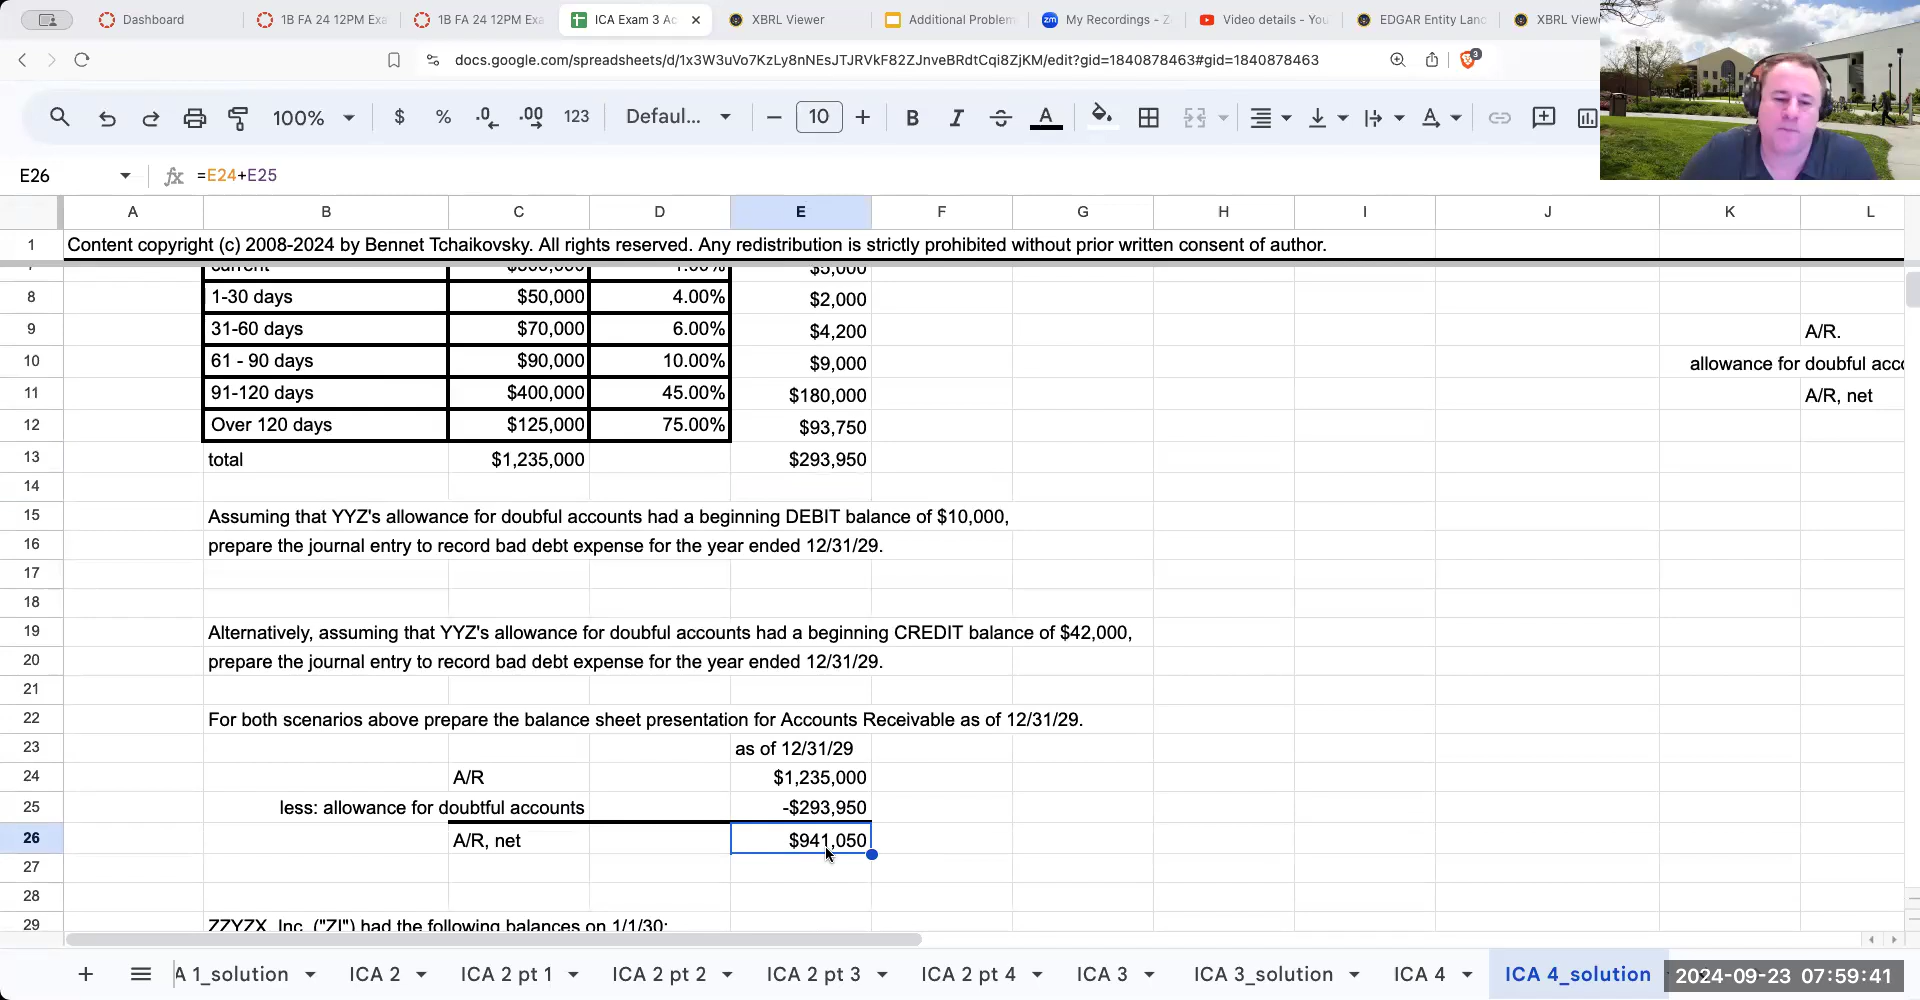 Dashboard 1B FA 24 12PM Exa 1B FA 24 12PM Exa ICA Exam 3 Ac XBRL Viewer Additional Problem My Recordings - Z Video details - You EDGAR Entity Lanc XBRL View
docs.google.com/spreadsheets/d/1x3W3uVo7KzLy8nNEsJTJRVkF82ZJnveBRdtCqi8ZjKM/edit?gid=1840878463#gid=1840878463 3
100% $ % .0 .00 123 Defaul... 10 B I A
E26 fx =E24+E25
A B C D E F G H I J K L
1 Content copyright (c) 2008-2024 by Bennet Tchaikovsky. All rights reserved. Any redistribution is strictly prohibited without prior written consent of author.
8 1-30 days $50,000 4.00% $2,000
9 31-60 days $70,000 6.00% $4,200 A/R.
10 61 - 90 days $90,000 10.00% $9,000 allowance for doubful acco
11 91-120 days $400,000 45.00% $180,000 A/R, net
12 Over 120 days $125,000 75.00% $93,750
13 total $1,235,000 $293,950
14
15 Assuming that YYZ's allowance for doubful accounts had a beginning DEBIT balance of $10,000,
16 prepare the journal entry to record bad debt expense for the year ended 12/31/29.
17
18
19 Alternatively, assuming that YYZ's allowance for doubful accounts had a beginning CREDIT balance of $42,000,
20 prepare the journal entry to record bad debt expense for the year ended 12/31/29.
21
22 For both scenarios above prepare the balance sheet presentation for Accounts Receivable as of 12/31/29.
23 as of 12/31/29
24 A/R $1,235,000
25 less: allowance for doubtful accounts -$293,950
26 A/R, net $941,050
27
28
29 ZZYZX, Inc. ("ZI") had the following balances on 1/1/30:
A 1_solution ICA 2 ICA 2 pt 1 ICA 2 pt 2 ICA 2 pt 3 ICA 2 pt 4 ICA 3 ICA 3_solution ICA 4 ICA 4_solution 2024-09-23 07:59:41